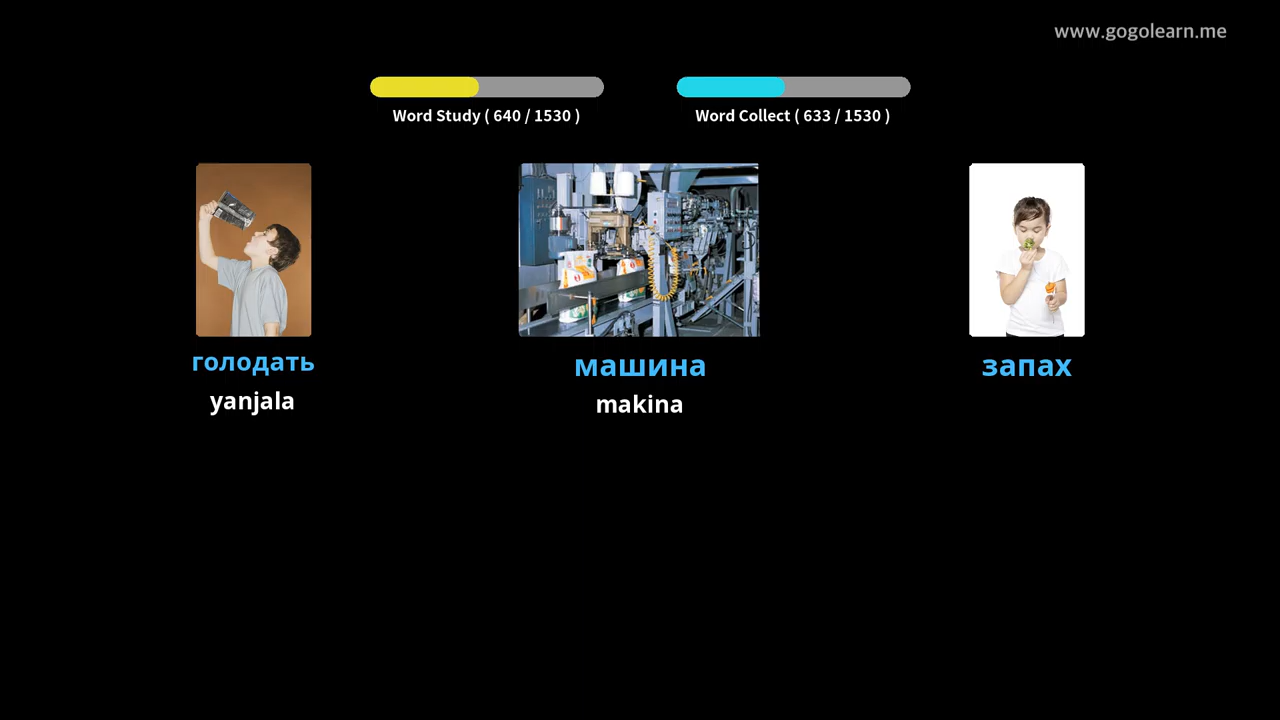 www.gogolearn.me
Word Study ( 640 / 1530 )
Word Collect ( 633 / 1530 )
голодать
yanjala
машина
makina
запах